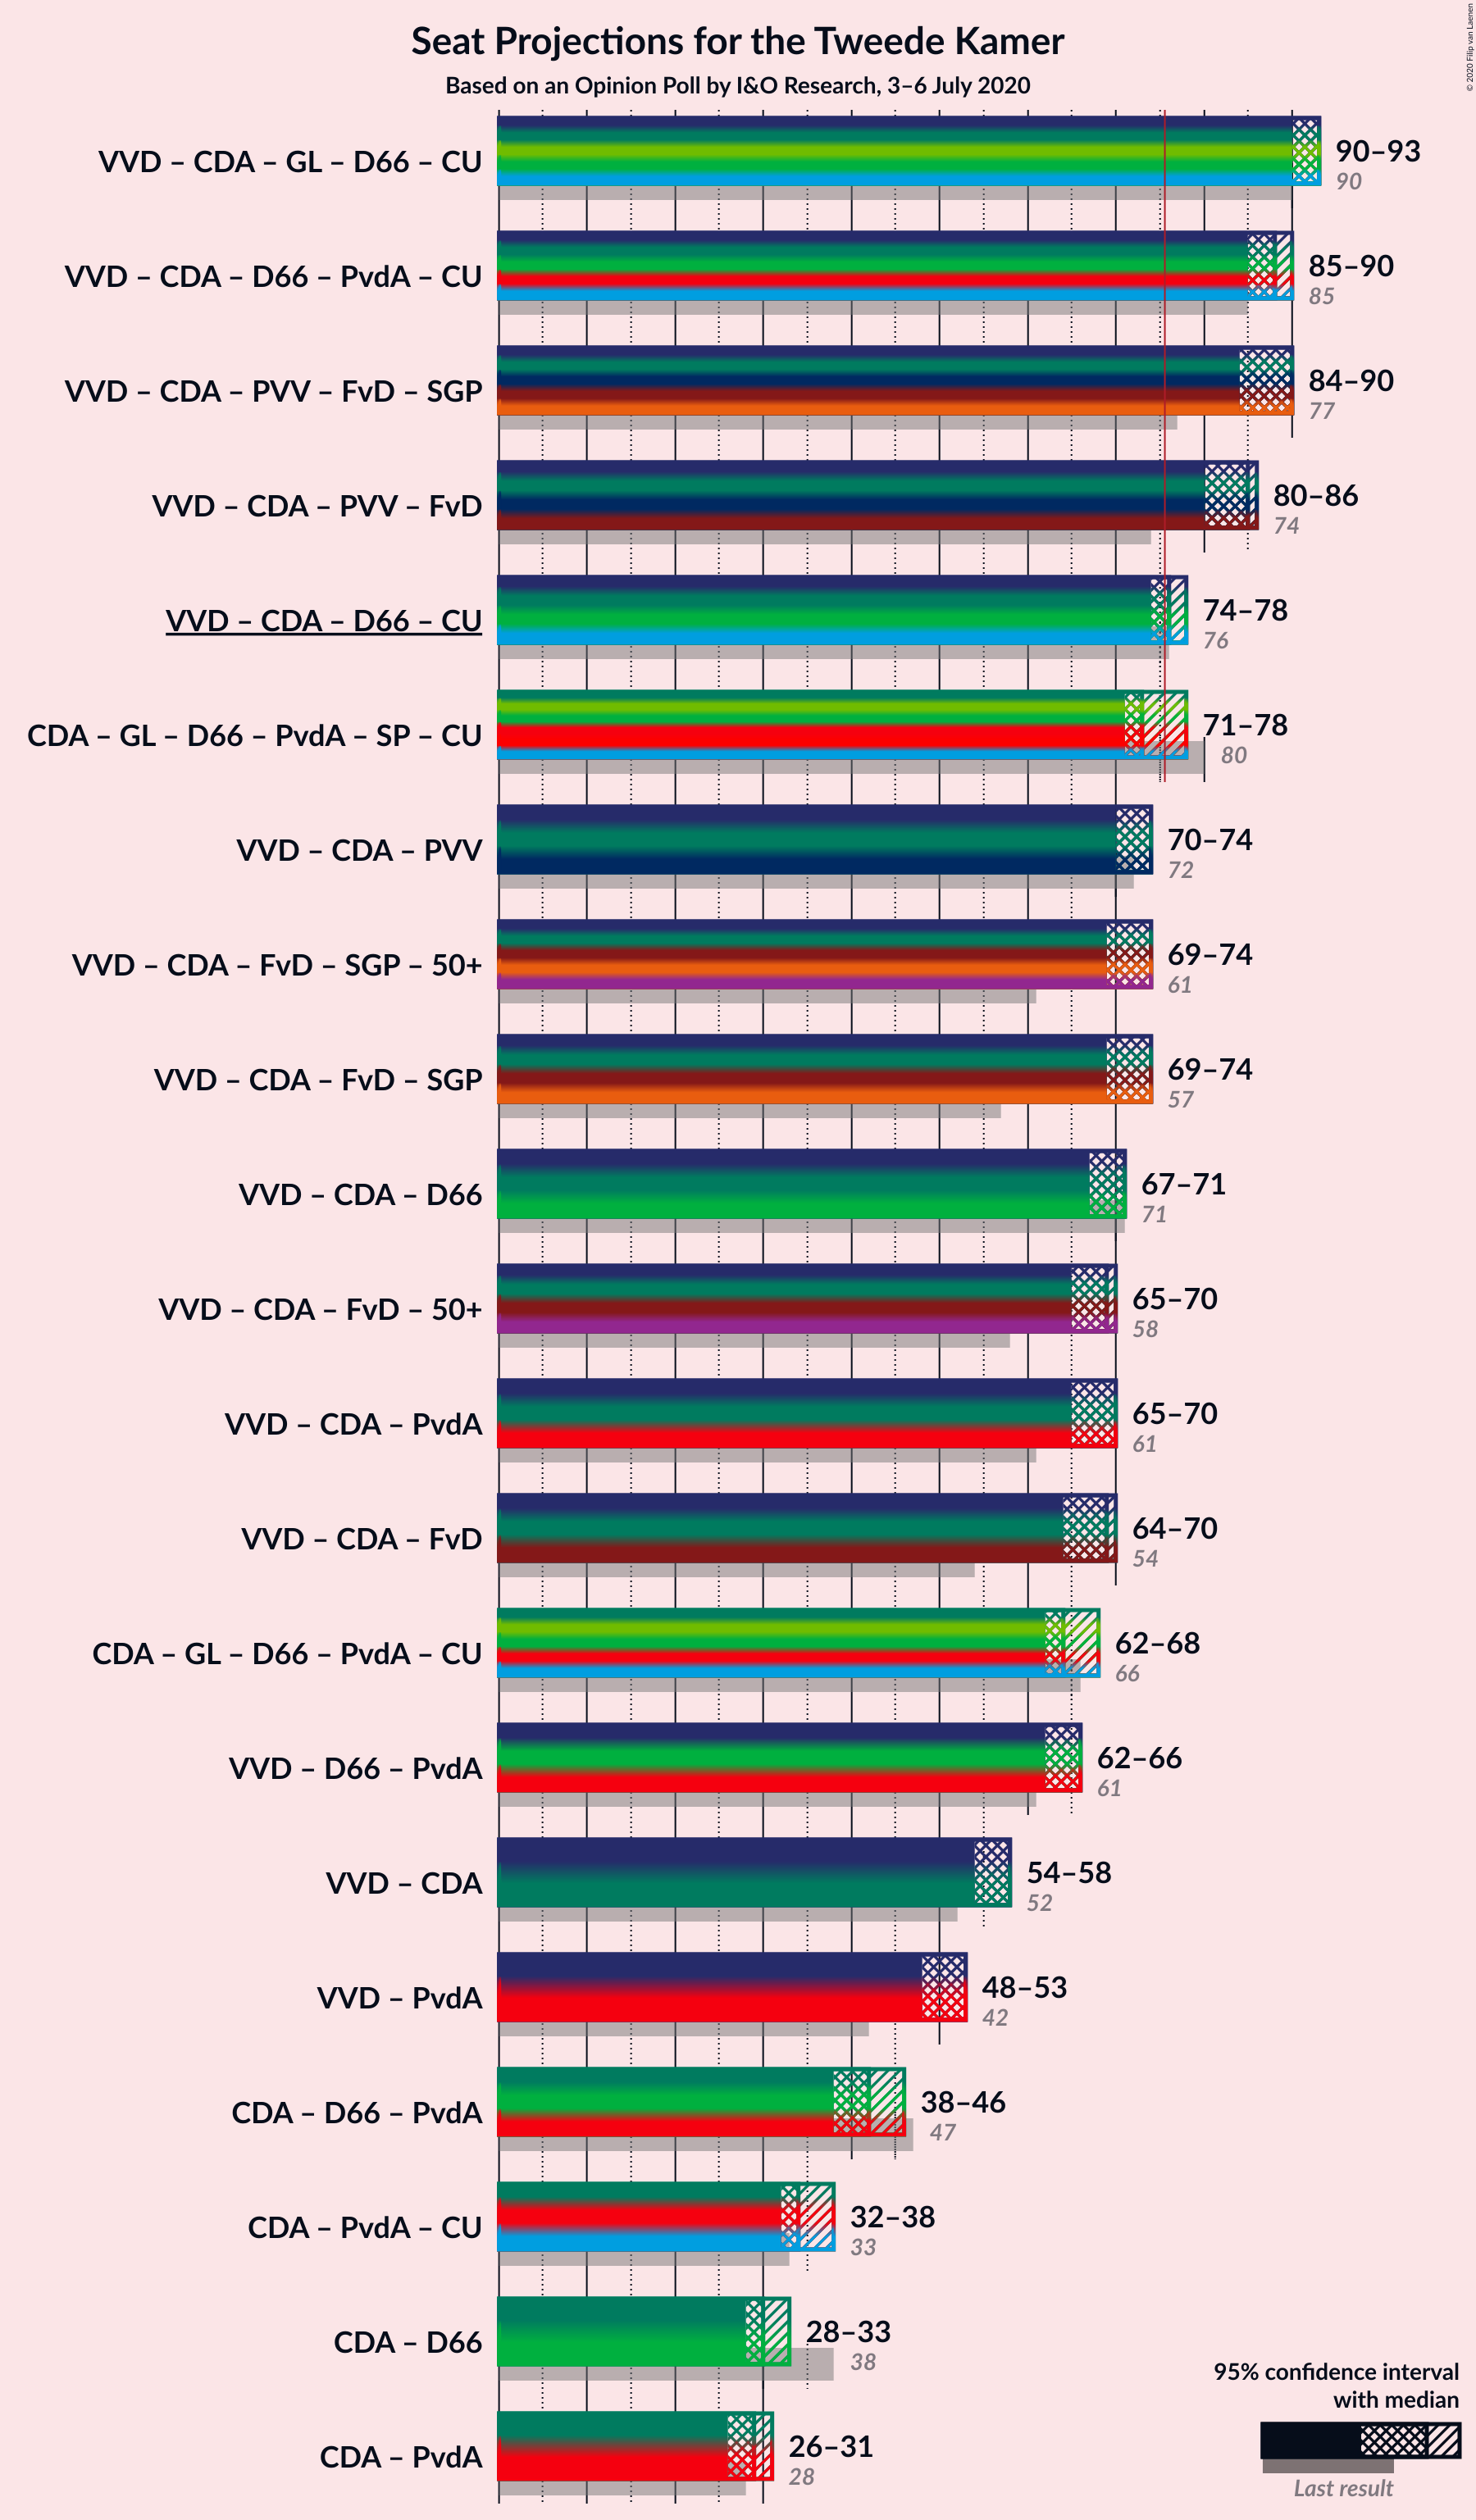 Seat Projections for the Tweede Kamer
Based on an Opinion Poll by I&O Research, 3–6 July 2020
© 2020 Filip van Laenen
VVD – CDA – GL – D66 – CU
90–93
90
VVD – CDA – D66 – PvdA – CU
85–90
85
VVD – CDA – PVV – FvD – SGP
84–90
77
VVD – CDA – PVV – FvD
80–86
74
VVD – CDA – D66 – CU
74–78
76
CDA – GL – D66 – PvdA – SP – CU
71–78
80
VVD – CDA – PVV
70–74
72
VVD – CDA – FvD – SGP – 50+
69–74
61
VVD – CDA – FvD – SGP
69–74
57
VVD – CDA – D66
67–71
71
VVD – CDA – FvD – 50+
65–70
58
VVD – CDA – PvdA
65–70
61
VVD – CDA – FvD
64–70
54
CDA – GL – D66 – PvdA – CU
62–68
66
VVD – D66 – PvdA
62–66
61
VVD – CDA
54–58
52
VVD – PvdA
48–53
42
CDA – D66 – PvdA
38–46
47
CDA – PvdA – CU
32–38
33
CDA – D66
28–33
38
CDA – PvdA
26–31
28
95% confidence interval
with median
Last result